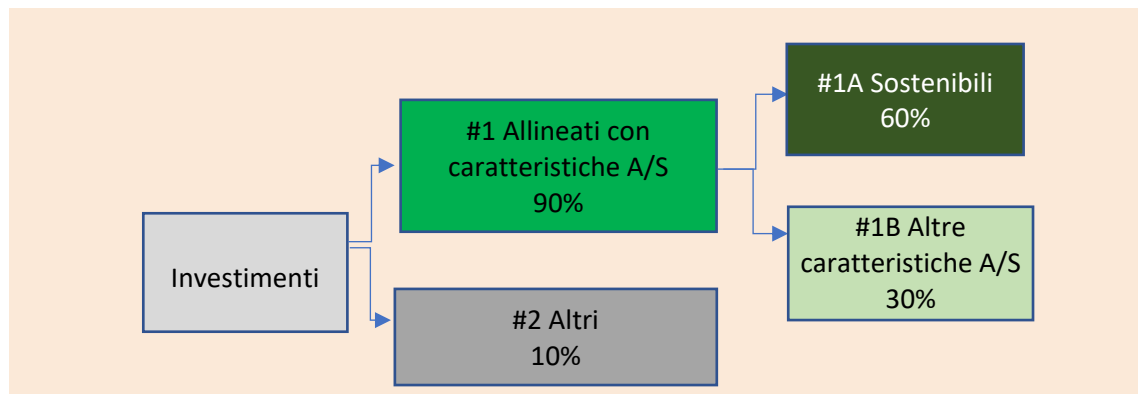 #1A Sostenibili
60%
#1 Allineati con
caratteristiche A/S
90%
#1B Altre
caratteristiche A/S
30%
Investimenti
#2 Altri
10%